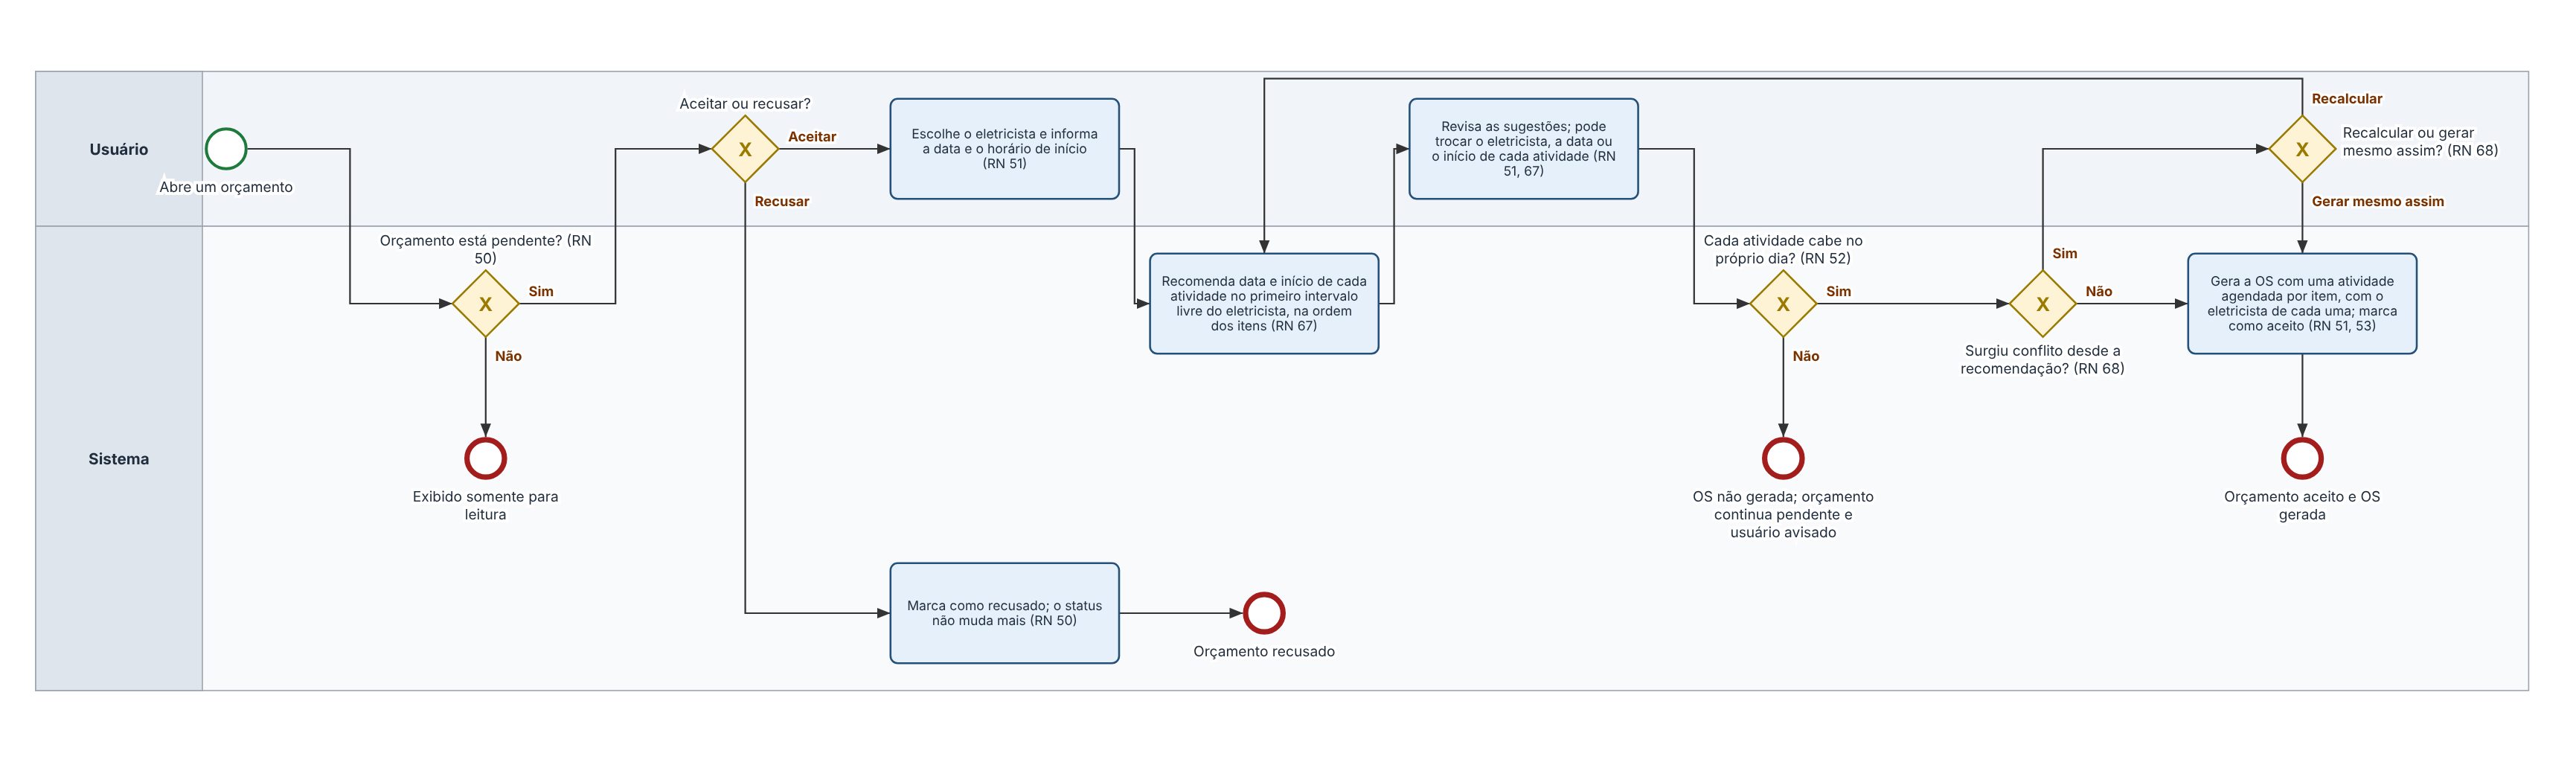 Usuário
Abre um orçamento
Orçamento está pendente? (RN
50)
X
Sim
Não
Exibido somente para
leitura
Aceitar ou recusar?
X
Aceitar
Recusar
Escolhe o eletricista e informa
a data e o horário de início
(RN 51)
Recomenda data e início de cada
atividade no primeiro intervalo
livre do eletricista, na ordem
dos itens (RN 67)
Revisa as sugestões; pode
trocar o eletricista, a data ou
o início de cada atividade (RN
51, 67)
Cada atividade cabe no
próprio dia? (RN 52)
X
Sim
Não
OS não gerada; orçamento
continua pendente e
usuário avisado
Sim
X
Não
Surgiu conflito desde a
recomendação? (RN 68)
Recalcular
X
Recalcular ou gerar
mesmo assim? (RN 68)
Gerar mesmo assim
Gera a OS com uma atividade
agendada por item, com o
eletricista de cada uma; marca
como aceito (RN 51, 53)
Orçamento aceito e OS
gerada
Sistema
Marca como recusado; o status
não muda mais (RN 50)
Orçamento recusado